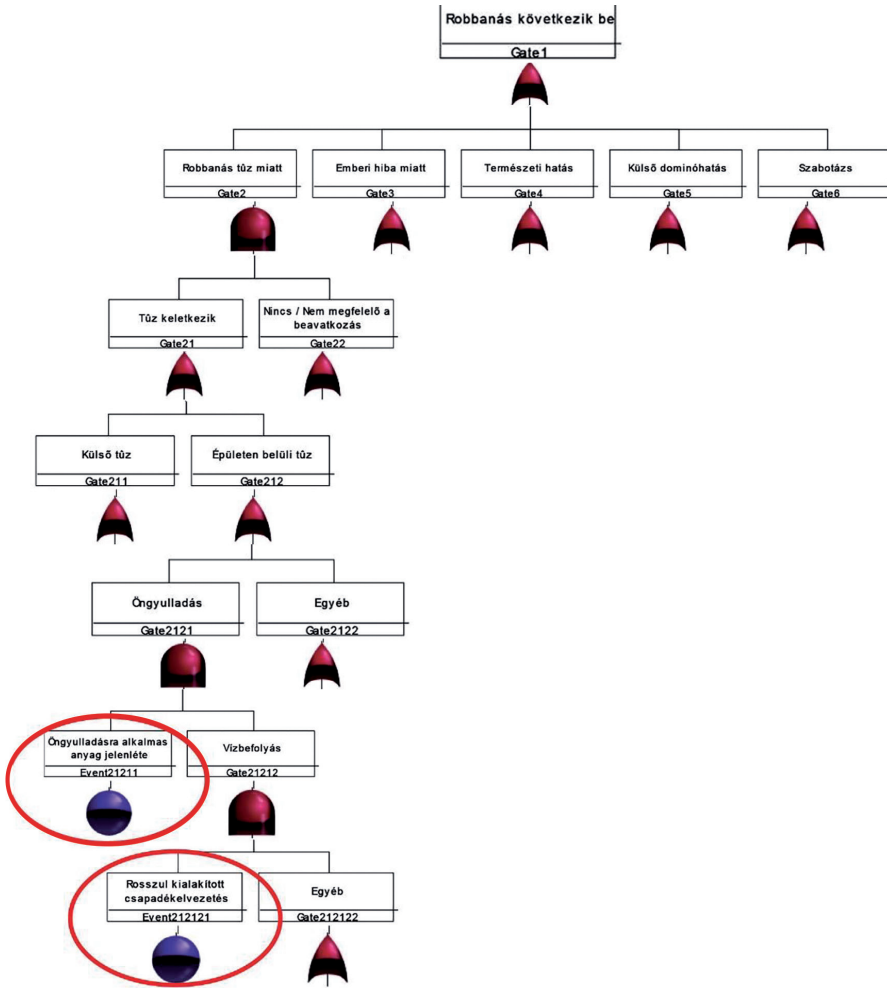 Robbanás következik be
Gate1
Robbanás tûz miatt
Gate2
Emberi hiba miatt
Gate3
Természeti hatás
Gate4
Külsõ dominóhatás
Gate5
Szabotázs
Gate6
Tûz keletkezik
Gate21
Nincs / Nem megfelelõ a
beavatkozás
Gate22
Külsõ tûz
Gate211
Épületen belüli tûz
Gate212
Öngyulladás
Gate2121
Egyéb
Gate2122
Öngyulladásra alkalmas
anyag jelenléte
Event21211
Vízbefolyás
Gate21212
Rosszul kialakított
csapadékelvezetés
Event212121
Egyéb
Gate212122